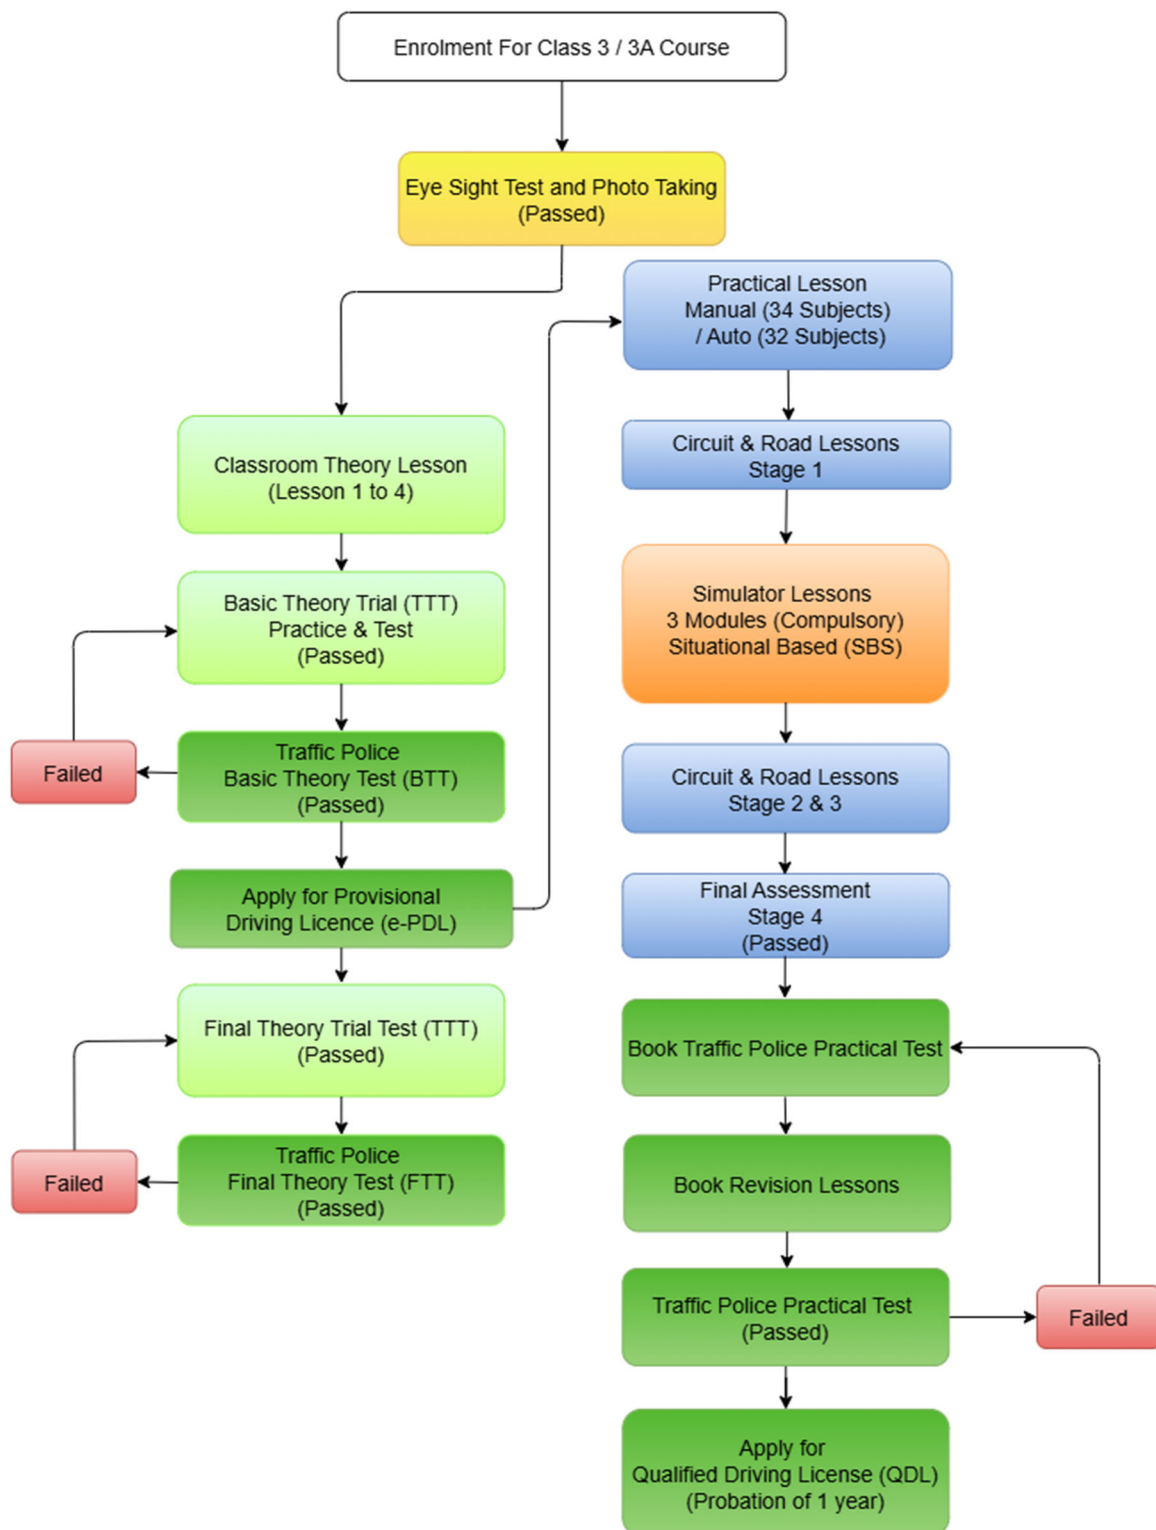 Enrolment For Class 3 / 3A Course
Eye Sight Test and Photo Taking
(Passed)
Classroom Theory Lesson
(Lesson 1 to 4)
Basic Theory Trial (TTT)
Practice & Test
(Passed)
Failed
Traffic Police
Basic Theory Test (BTT)
(Passed)
Apply for Provisional
Driving Licence (e-PDL)
Final Theory Trial Test (TTT)
(Passed)
Failed
Traffic Police
Final Theory Test (FTT)
(Passed)
Practical Lesson
Manual (34 Subjects)
/ Auto (32 Subjects)
Circuit & Road Lessons
Stage 1
Simulator Lessons
3 Modules (Compulsory)
Situational Based (SBS)
Circuit & Road Lessons
Stage 2 & 3
Final Assessment
Stage 4
(Passed)
Book Traffic Police Practical Test
Book Revision Lessons
Traffic Police Practical Test
(Passed)
Failed
Apply for
Qualified Driving License (QDL)
(Probation of 1 year)